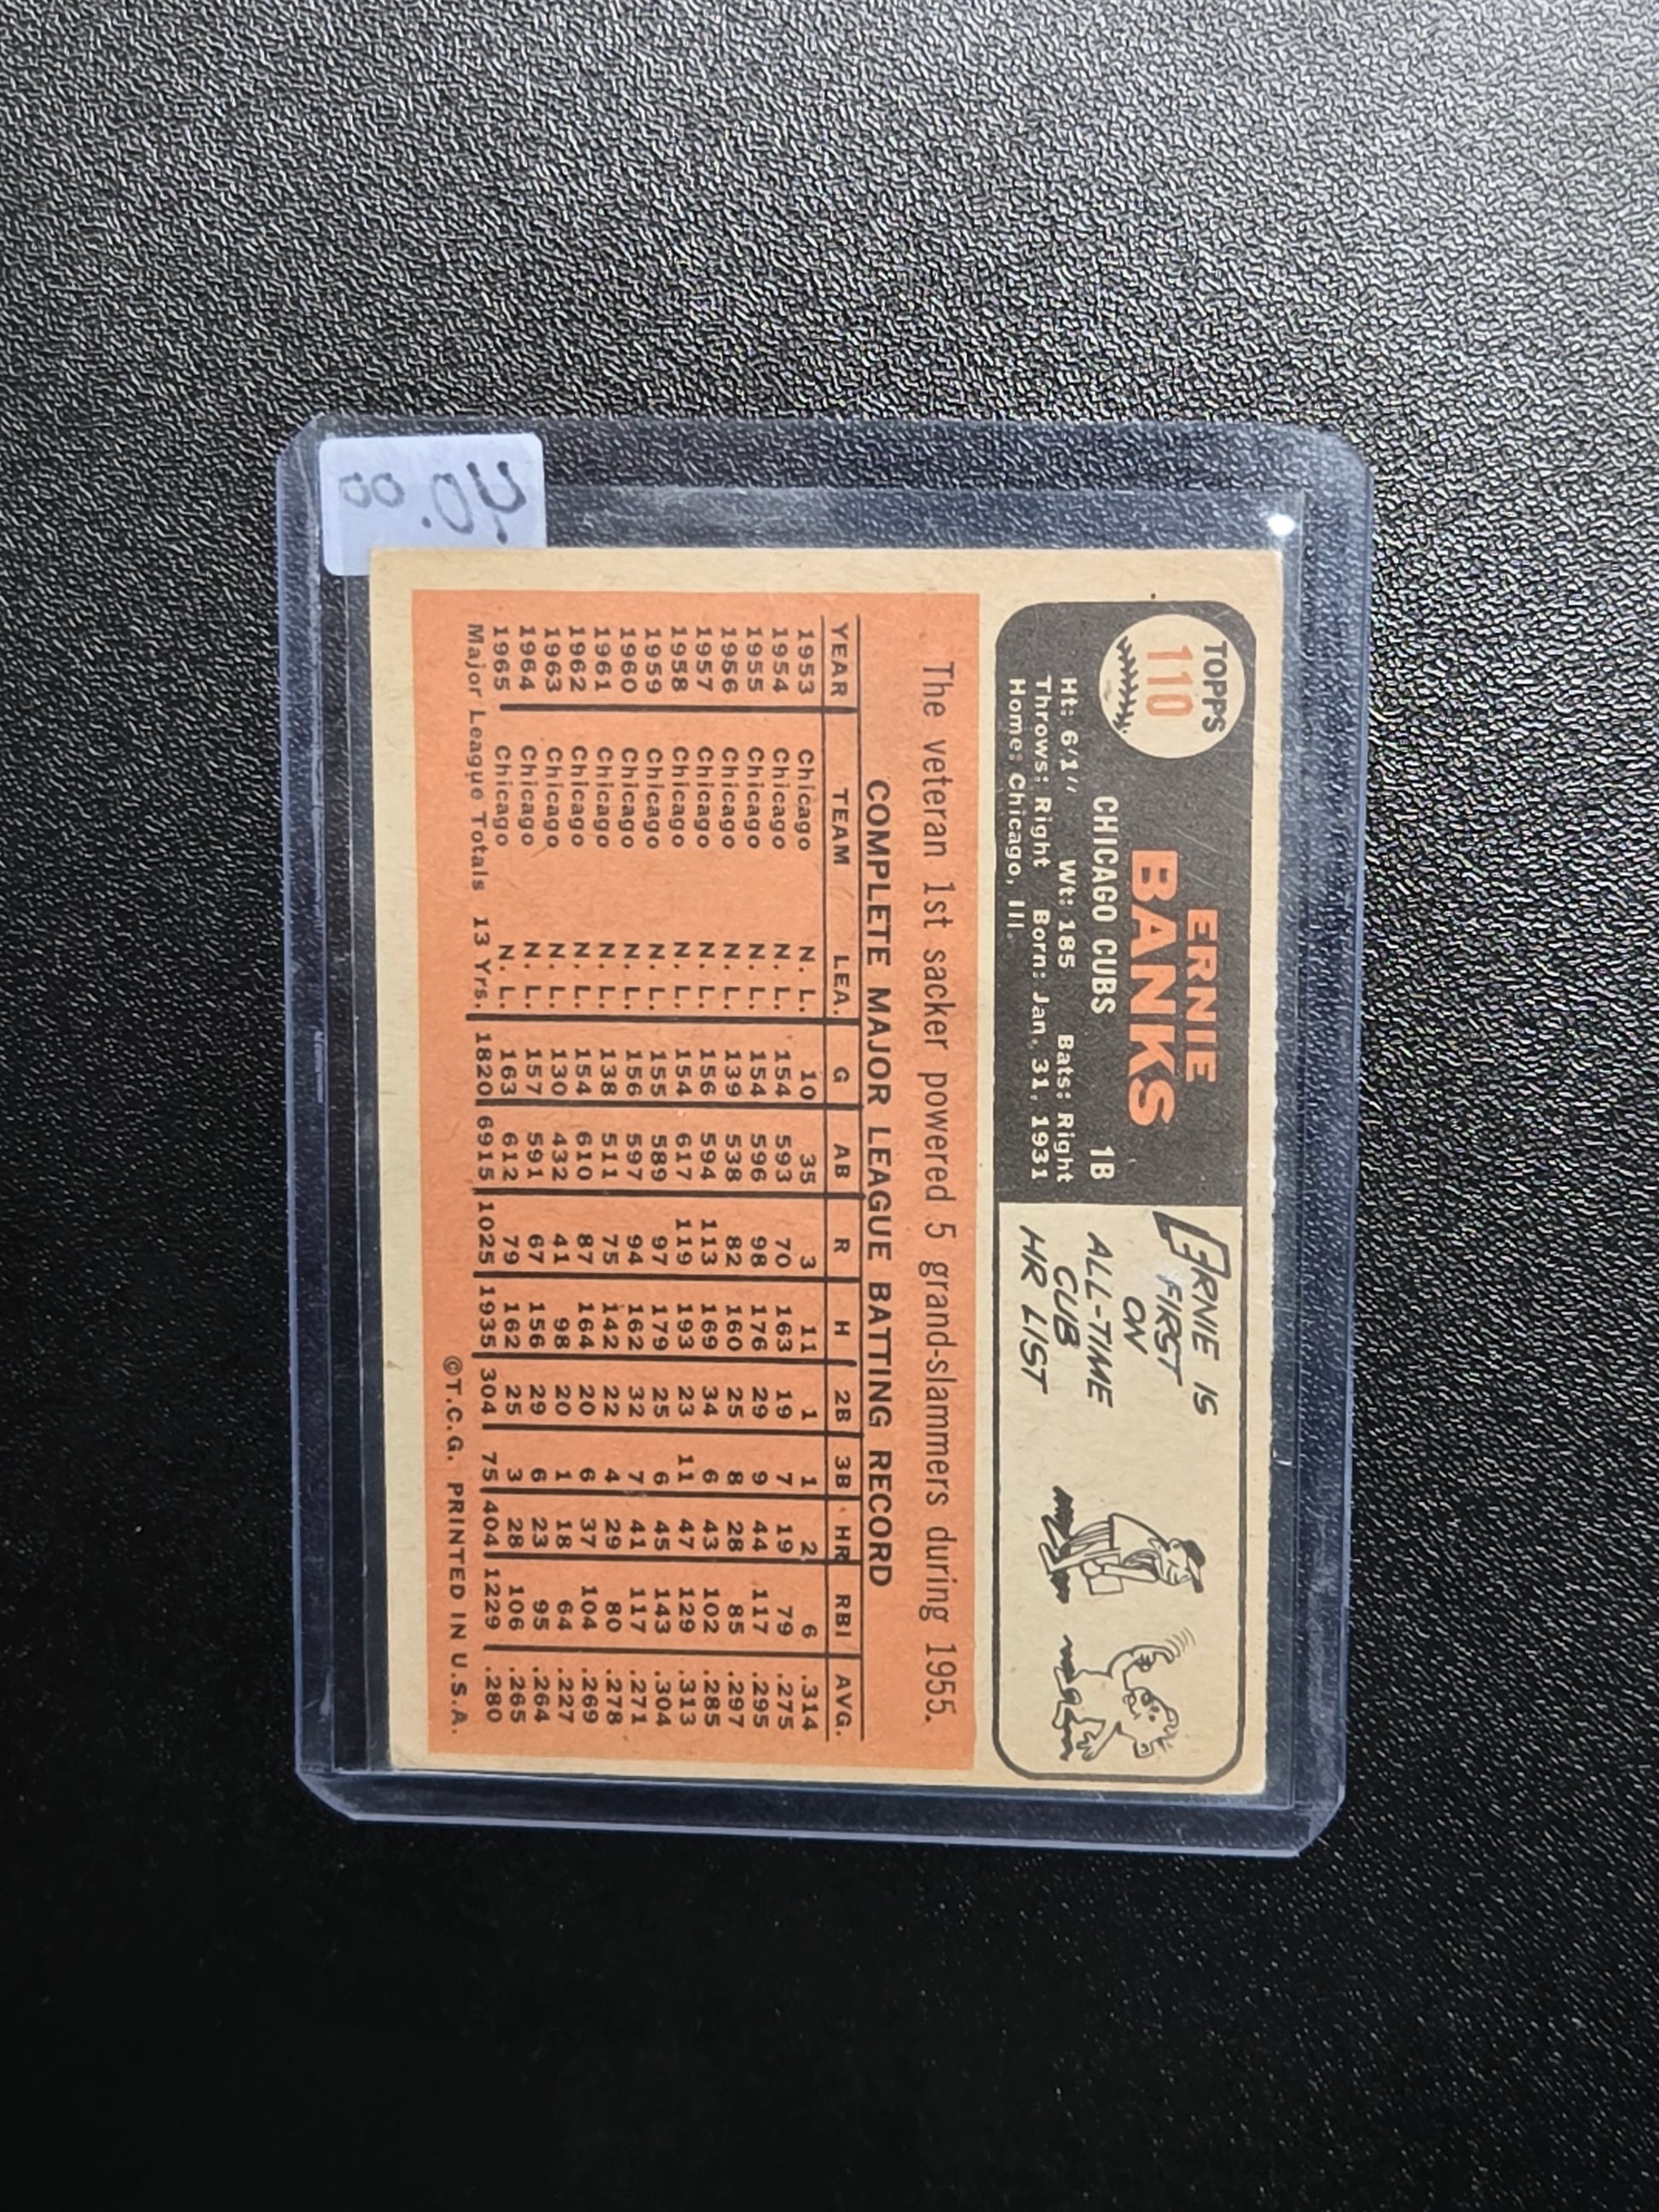 TOPPS
110
ERNIE
BANKS
CHICAGO CUBS 1B
Ht: 6'1" Wt: 185 Bats: Right
Throws: Right Born: Jan. 31, 1931
Home: Chicago, Ill.
ERNIE IS
FIRST
ON
ALL-TIME
CUB
HR LIST
The veteran 1st sacker powered 5 grand-slammers during 1955.
COMPLETE MAJOR LEAGUE BATTING RECORD
YEAR TEAM LEA. G AB R H 2B 3B HR RBI AVG.
1953 Chicago N. L. 10 35 3 11 1 1 2 6 .314
1954 Chicago N. L. 154 593 70 163 19 7 19 79 .275
1955 Chicago N. L. 154 596 98 176 29 9 44 117 .295
1956 Chicago N. L. 139 538 82 160 25 8 28 85 .297
1957 Chicago N. L. 156 594 113 169 34 6 43 102 .285
1958 Chicago N. L. 154 617 119 193 23 11 47 129 .313
1959 Chicago N. L. 155 589 97 179 25 6 45 143 .304
1960 Chicago N. L. 156 597 94 162 32 7 41 117 .271
1961 Chicago N. L. 138 511 75 142 22 4 29 80 .278
1962 Chicago N. L. 154 610 87 164 20 6 37 104 .269
1963 Chicago N. L. 130 432 41 98 20 1 18 64 .227
1964 Chicago N. L. 157 591 67 156 29 6 23 95 .264
1965 Chicago N. L. 163 612 79 162 25 3 28 106 .265
Major League Totals 13 Yrs. 1820 6915 1025 1935 304 75 404 1229 .280
©T.C.G. PRINTED IN U.S.A.